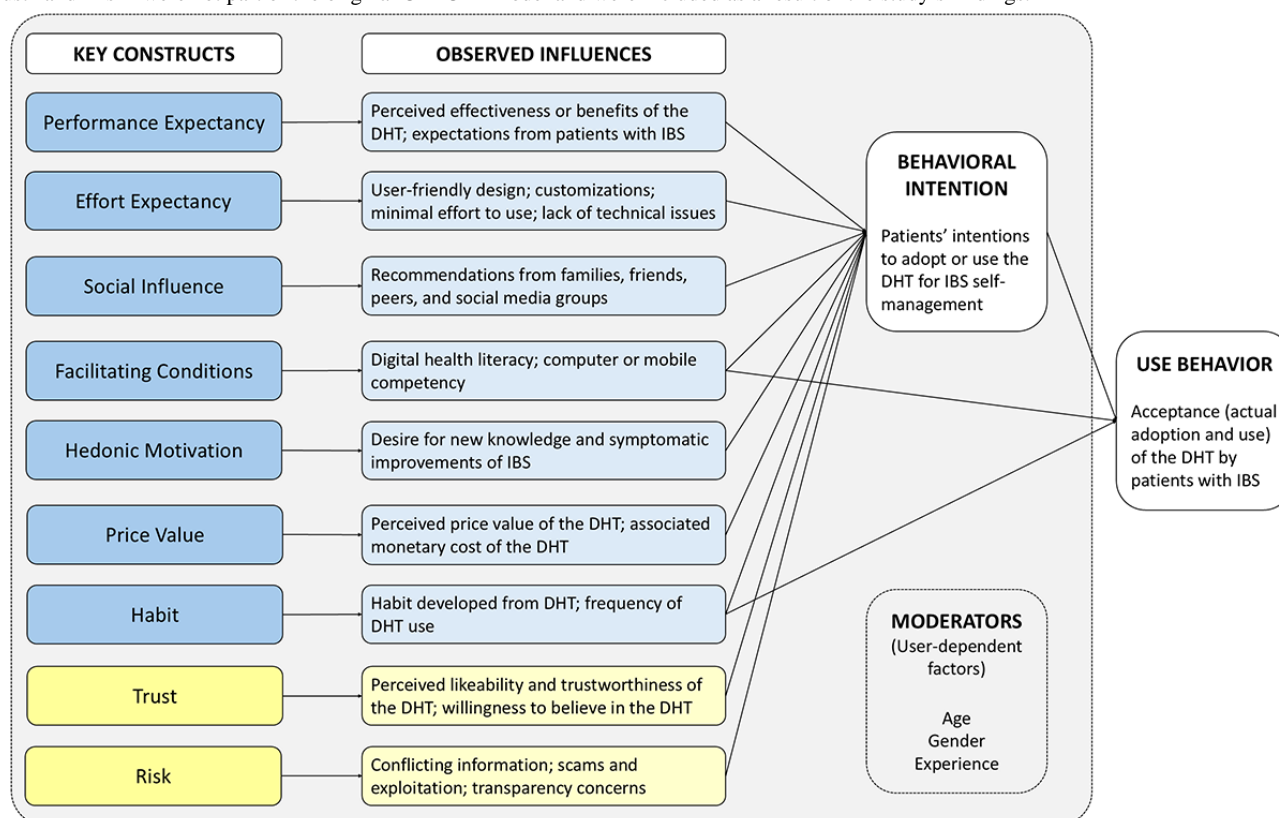 KEY CONSTRUCTS
OBSERVED INFLUENCES
Performance Expectancy
Perceived effectiveness or benefits of the
DHT; expectations from patients with IBS
Effort Expectancy
User-friendly design; customizations;
minimal effort to use; lack of technical issues
Social Influence
Recommendations from families, friends,
peers, and social media groups
Facilitating Conditions
Digital health literacy; computer or mobile
competency
Hedonic Motivation
Desire for new knowledge and symptomatic
improvements of IBS
Price Value
Perceived price value of the DHT; associated
monetary cost of the DHT
Habit
Habit developed from DHT; frequency of
DHT use
Trust
Perceived likeability and trustworthiness of
the DHT; willingness to believe in the DHT
Risk
Conflicting information; scams and
exploitation; transparency concerns
BEHAVIORAL
INTENTION
Patients’ intentions
to adopt or use the
DHT for IBS self-
management
USE BEHAVIOR
Acceptance (actual
adoption and use)
of the DHT by
patients with IBS
MODERATORS
(User-dependent
factors)
Age
Gender
Experience